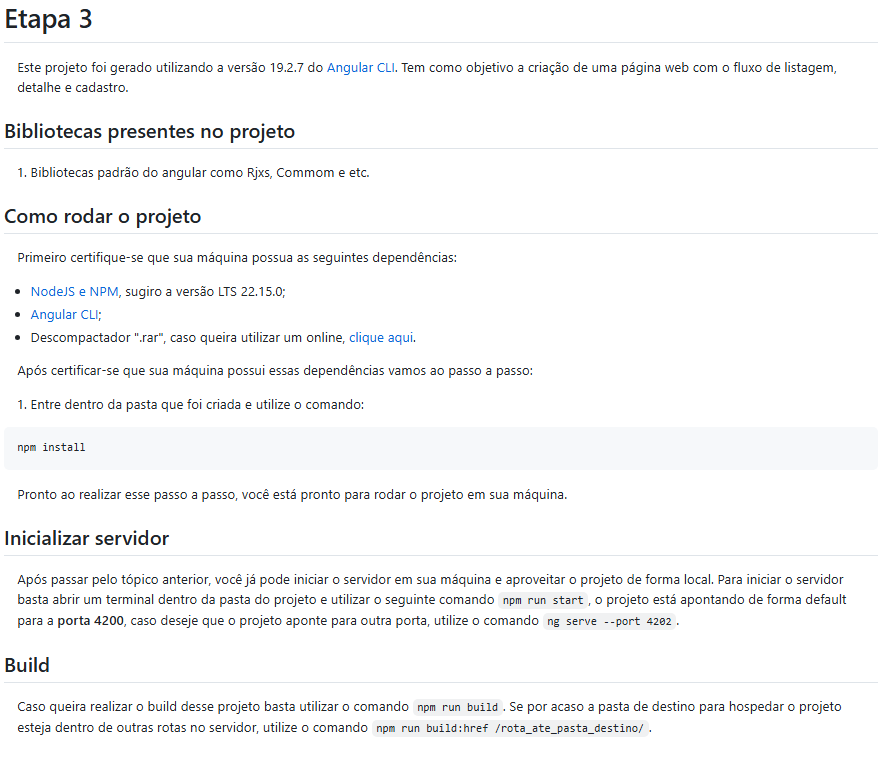 Etapa 3
Este projeto foi gerado utilizando a versão 19.2.7 do Angular CLI. Tem como objetivo a criação de uma página web com o fluxo de listagem,
detalhe e cadastro.
Bibliotecas presentes no projeto
1. Bibliotecas padrão do angular como Rjxs, Commom e etc.
Como rodar o projeto
Primeiro certifique-se que sua máquina possua as seguintes dependências:
• NodeJS e NPM, sugiro a versão LTS 22.15.0;
• Angular CLI;
• Descompactador ".rar", caso queira utilizar um online, clique aqui.
Após certificar-se que sua máquina possui essas dependências vamos ao passo a passo:
1. Entre dentro da pasta que foi criada e utilize o comando:
npm install
Pronto ao realizar esse passo a passo, você está pronto para rodar o projeto em sua máquina.
Inicializar servidor
Após passar pelo tópico anterior, você já pode iniciar o servidor em sua máquina e aproveitar o projeto de forma local. Para iniciar o servidor
basta abrir um terminal dentro da pasta do projeto e utilizar o seguinte comando npm run start, o projeto está apontando de forma default
para a porta 4200, caso deseje que o projeto aponte para outra porta, utilize o comando ng serve --port 4202.
Build
Caso queira realizar o build desse projeto basta utilizar o comando npm run build. Se por acaso a pasta de destino para hospedar o projeto
esteja dentro de outras rotas no servidor, utilize o comando npm run build:href /rota_ate_pasta_destino/.